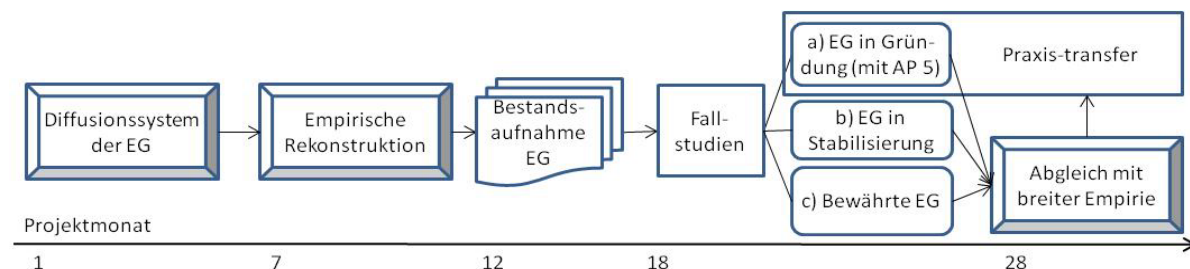 Diffusionssystem
der EG
Empirische
Rekonstruktion
Bestands-
aufnahme
EG
Fall-
studien
a) EG in Grün-
dung (mit AP 5)
b) EG in
Stabilisierung
c) Bewährte EG
Praxis-transfer
Abgleich mit
breiter Empirie
Projektmonat
1
7
12
18
28